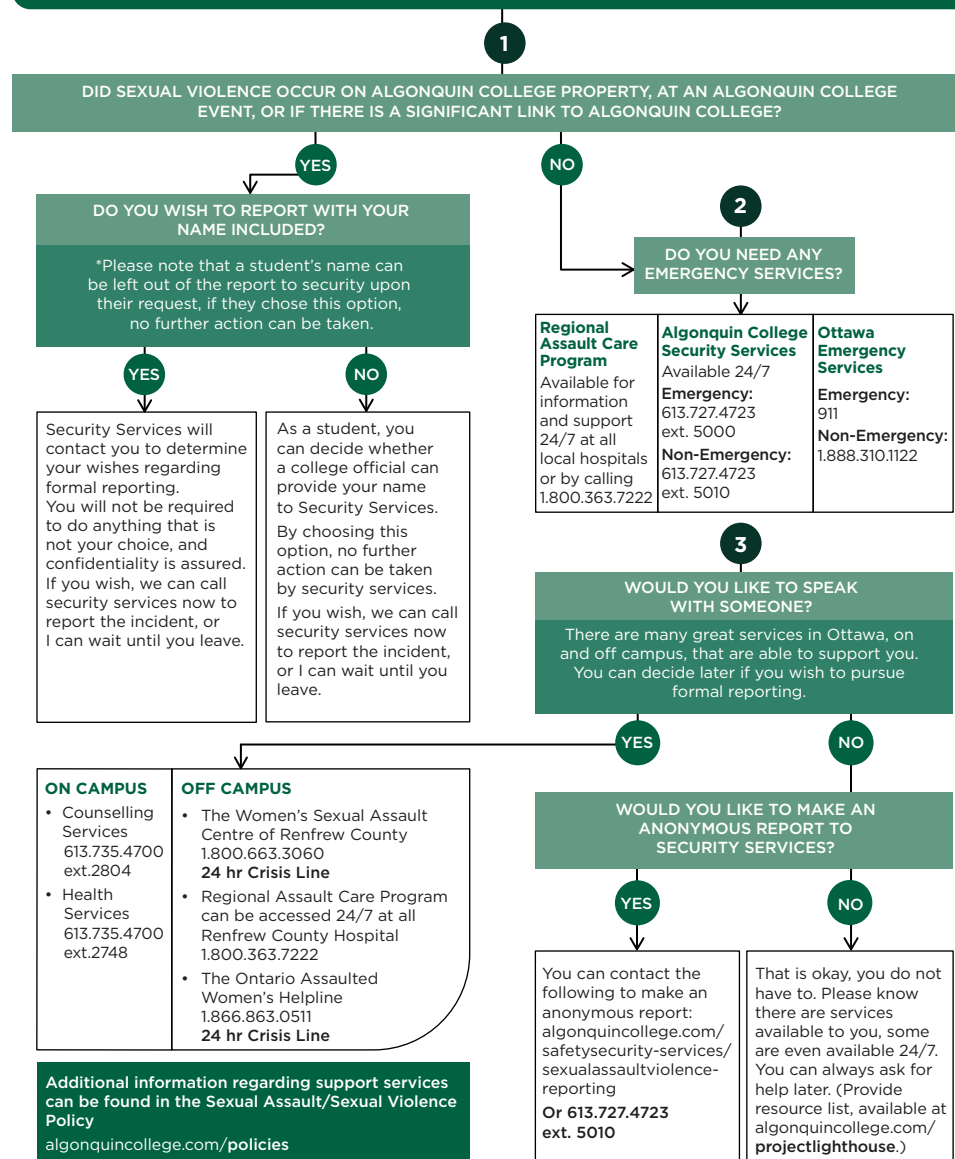 1
DID SEXUAL VIOLENCE OCCUR ON ALGONQUIN COLLEGE PROPERTY, AT AN ALGONQUIN COLLEGE
EVENT, OR IF THERE IS A SIGNIFICANT LINK TO ALGONQUIN COLLEGE?
YES
NO
DO YOU WISH TO REPORT WITH YOUR
NAME INCLUDED?
*Please note that a student's name can
be left out of the report to security upon
their request, if they chose this option,
no further action can be taken.
YES
NO
Security Services will
contact you to determine
your wishes regarding
formal reporting.
You will not be required
to do anything that is
not your choice, and
confidentiality is assured.
If you wish, we can call
security services now to
report the incident, or
I can wait until you leave.
As a student, you
can decide whether
a college official can
provide your name
to Security Services.
By choosing this
option, no further
action can be taken
by security services.
If you wish, we can call
security services now
to report the incident,
or I can wait until you
leave.
2
DO YOU NEED ANY
EMERGENCY SERVICES?
Regional
Assault Care
Program
Available for
information
and support
24/7 at all
local hospitals
or by calling
1.800.363.7222
Algonquin College
Security Services
Available 24/7
Emergency:
613.727.4723
ext. 5000
Non-Emergency:
613.727.4723
ext. 5010
Ottawa
Emergency
Services
Emergency:
911
Non-Emergency:
1.888.310.1122
3
WOULD YOU LIKE TO SPEAK
WITH SOMEONE?
There are many great services in Ottawa, on
and off campus, that are able to support you.
You can decide later if you wish to pursue
formal reporting.
YES
NO
ON CAMPUS
• Counselling
Services
613.735.4700
ext.2804
• Health
Services
613.735.4700
ext.2748
OFF CAMPUS
• The Women's Sexual Assault
Centre of Renfrew County
1.800.663.3060
24 hr Crisis Line
• Regional Assault Care Program
can be accessed 24/7 at all
Renfrew County Hospital
1.800.363.7222
• The Ontario Assaulted
Women's Helpline
1.866.863.0511
24 hr Crisis Line
WOULD YOU LIKE TO MAKE AN
ANONYMOUS REPORT TO
SECURITY SERVICES?
YES
NO
You can contact the
following to make an
anonymous report:
algonquincollege.com/
safetysecurity-services/
sexualassaultviolence-
reporting
Or 613.727.4723
ext. 5010
That is okay, you do not
have to. Please know
there are services
available to you, some
are even available 24/7.
You can always ask for
help later. (Provide
resource list, available at
algonquincollege.com/
projectlighthouse.)
Additional information regarding support services
can be found in the Sexual Assault/Sexual Violence
Policy
algonquincollege.com/policies